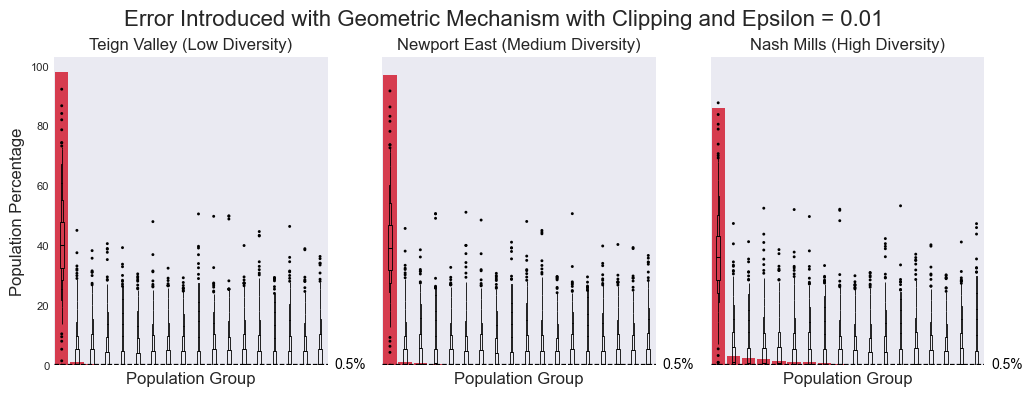 Error Introduced with Geometric Mechanism with Clipping and Epsilon = 0.01
Teign Valley (Low Diversity)
Newport East (Medium Diversity)
Nash Mills (High Diversity)
Population Percentage
100
80
60
40
20
0
0.5%
0.5%
0.5%
Population Group
Population Group
Population Group